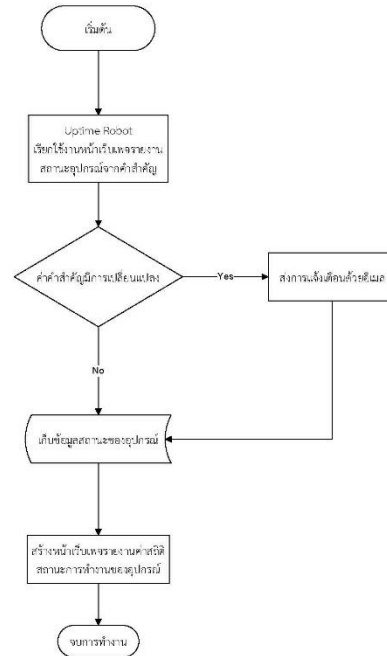 เริ่มต้น
Uptime Robot
เรียกใช้งานหน้าเว็บเพจรายงาน
สถานะอุปกรณ์จากคำสำคัญ
ค่าคำสำคัญมีการเปลี่ยนแปลง
Yes
ส่งการแจ้งเตือนด้วยอีเมล
No
เก็บข้อมูลสถานะของอุปกรณ์
สร้างหน้าเว็บเพจรายงานค่าสถิติ
สถานะการทำงานของอุปกรณ์
จบการทำงาน